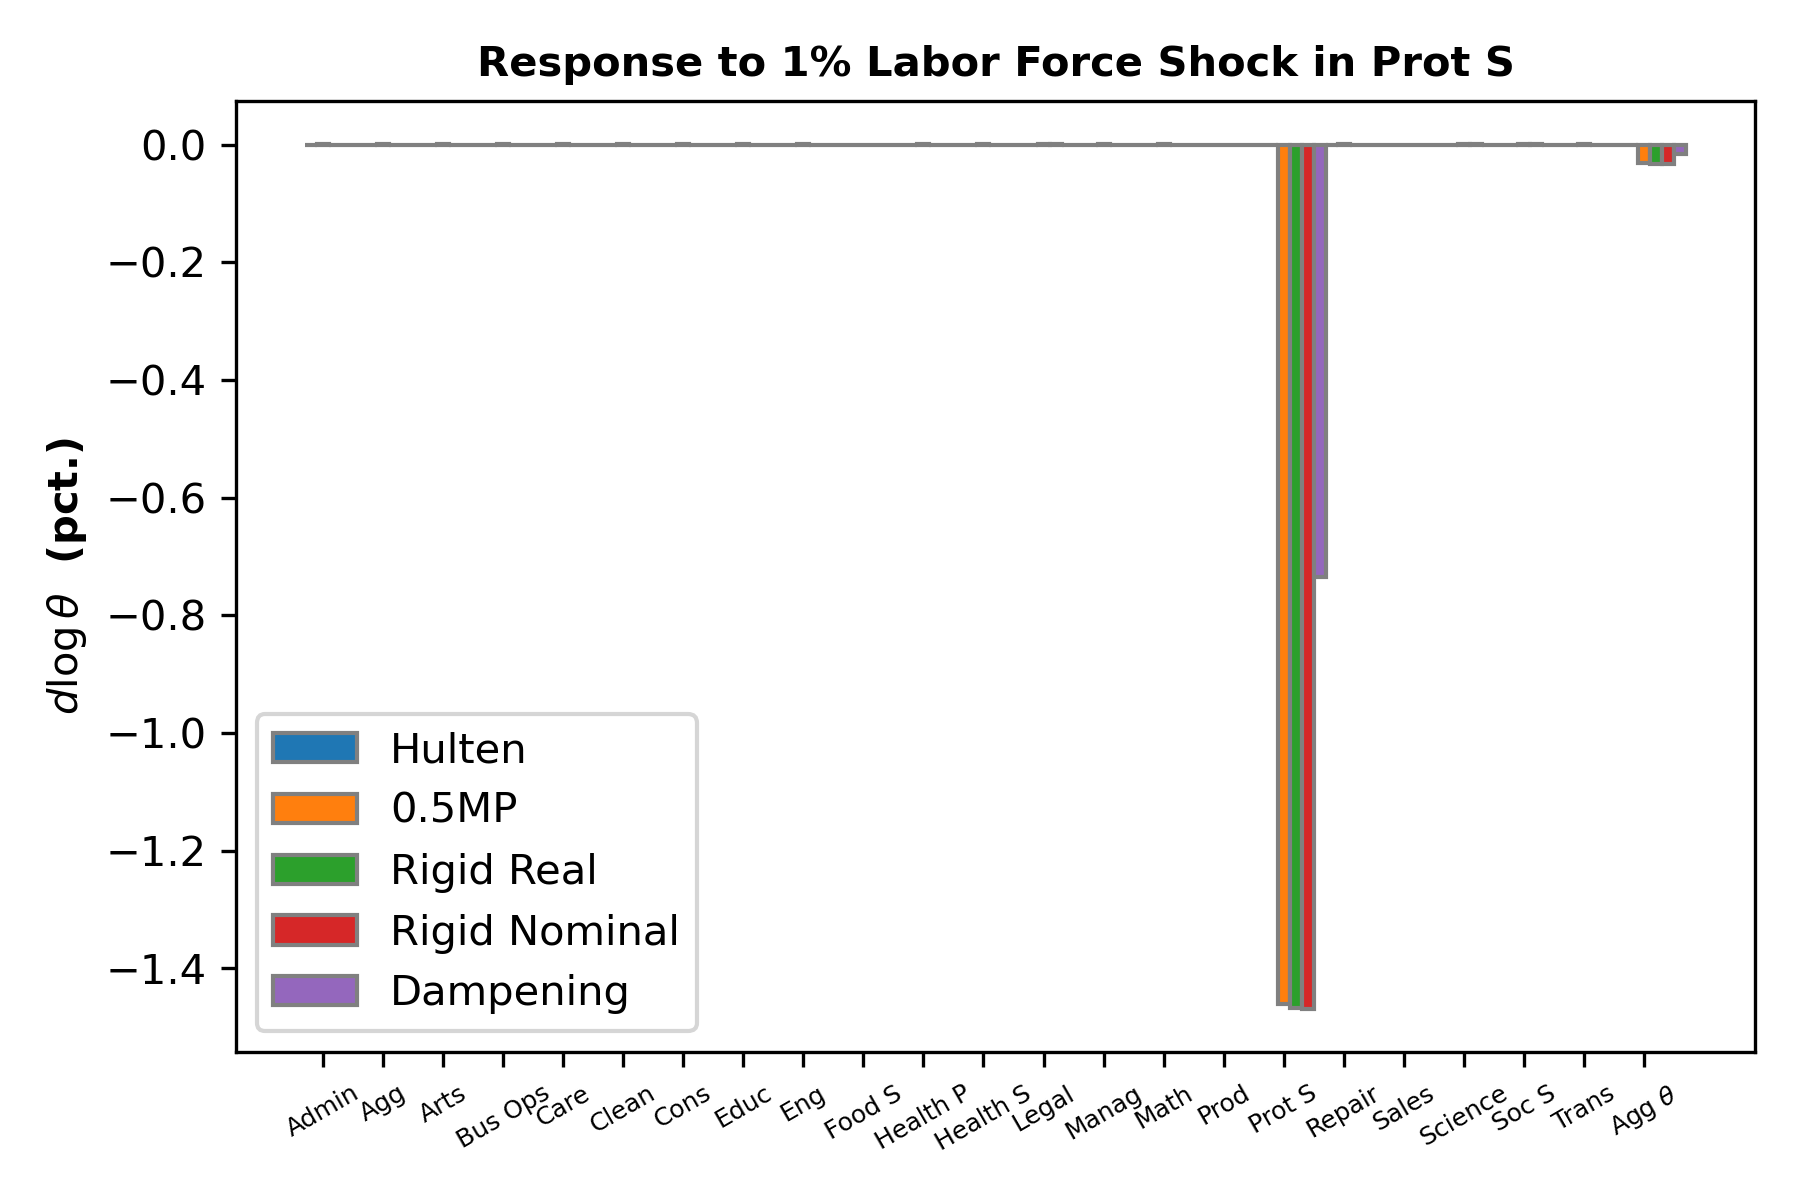 Response to 1% Labor Force Shock in Prot S
dlog θ (pct.)
0.0
−0.2
−0.4
−0.6
−0.8
−1.0
−1.2
−1.4
Hulten
0.5MP
Rigid Real
Rigid Nominal
Dampening
Admin
Agg
Arts
Bus Ops
Care
Clean
Cons
Educ
Eng
Food S
Health P
Health S
Legal
Manag
Math
Prod
Prot S
Repair
Sales
Science
Soc S
Trans
Agg θ